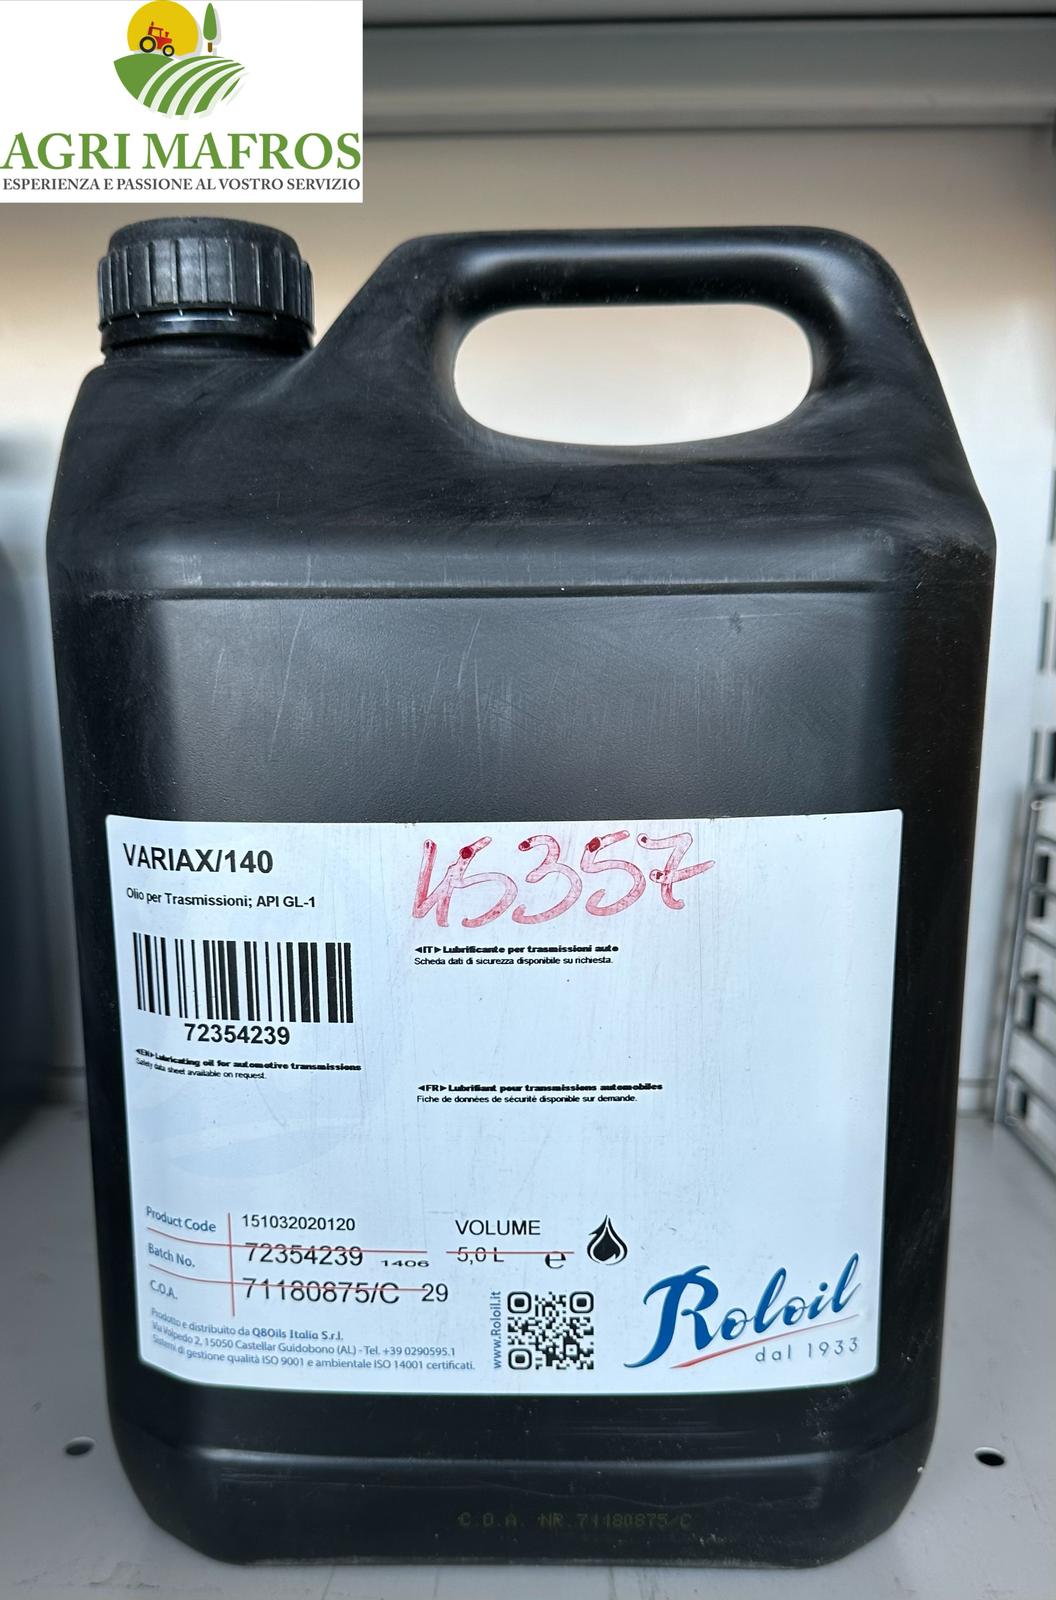 AGRI MAFROS
ESPERIENZA E PASSIONE AL VOSTRO SERVIZIO
VARIAX/140
Olio per Trasmissioni; API GL-1
45357
72354239
◄EN►Lubricating oil for automotive transmissions
Safety data sheet available on request.
◄IT►Lubrificante per trasmissioni auto
Scheda dati di sicurezza disponibile su richiesta.
◄FR►Lubrifiant pour transmissions automobiles
Fiche de données de sécurité disponible sur demande.
Product Code 151032020120
Batch No. 72354239 1406
C.O.A. 71180875/C 29
VOLUME
5,0 L e
Prodotto e distribuito da Q8Oils Italia S.r.l.
Via Volpedo 2, 15050 Castellar Guidobono (AL) - Tel. +39 0290595.1
Sistemi di gestione qualità ISO 9001 e ambientale ISO 14001 certificati.
www.Roloil.it
Roloil
dal 1933
C.O.A. NR.71180875/C